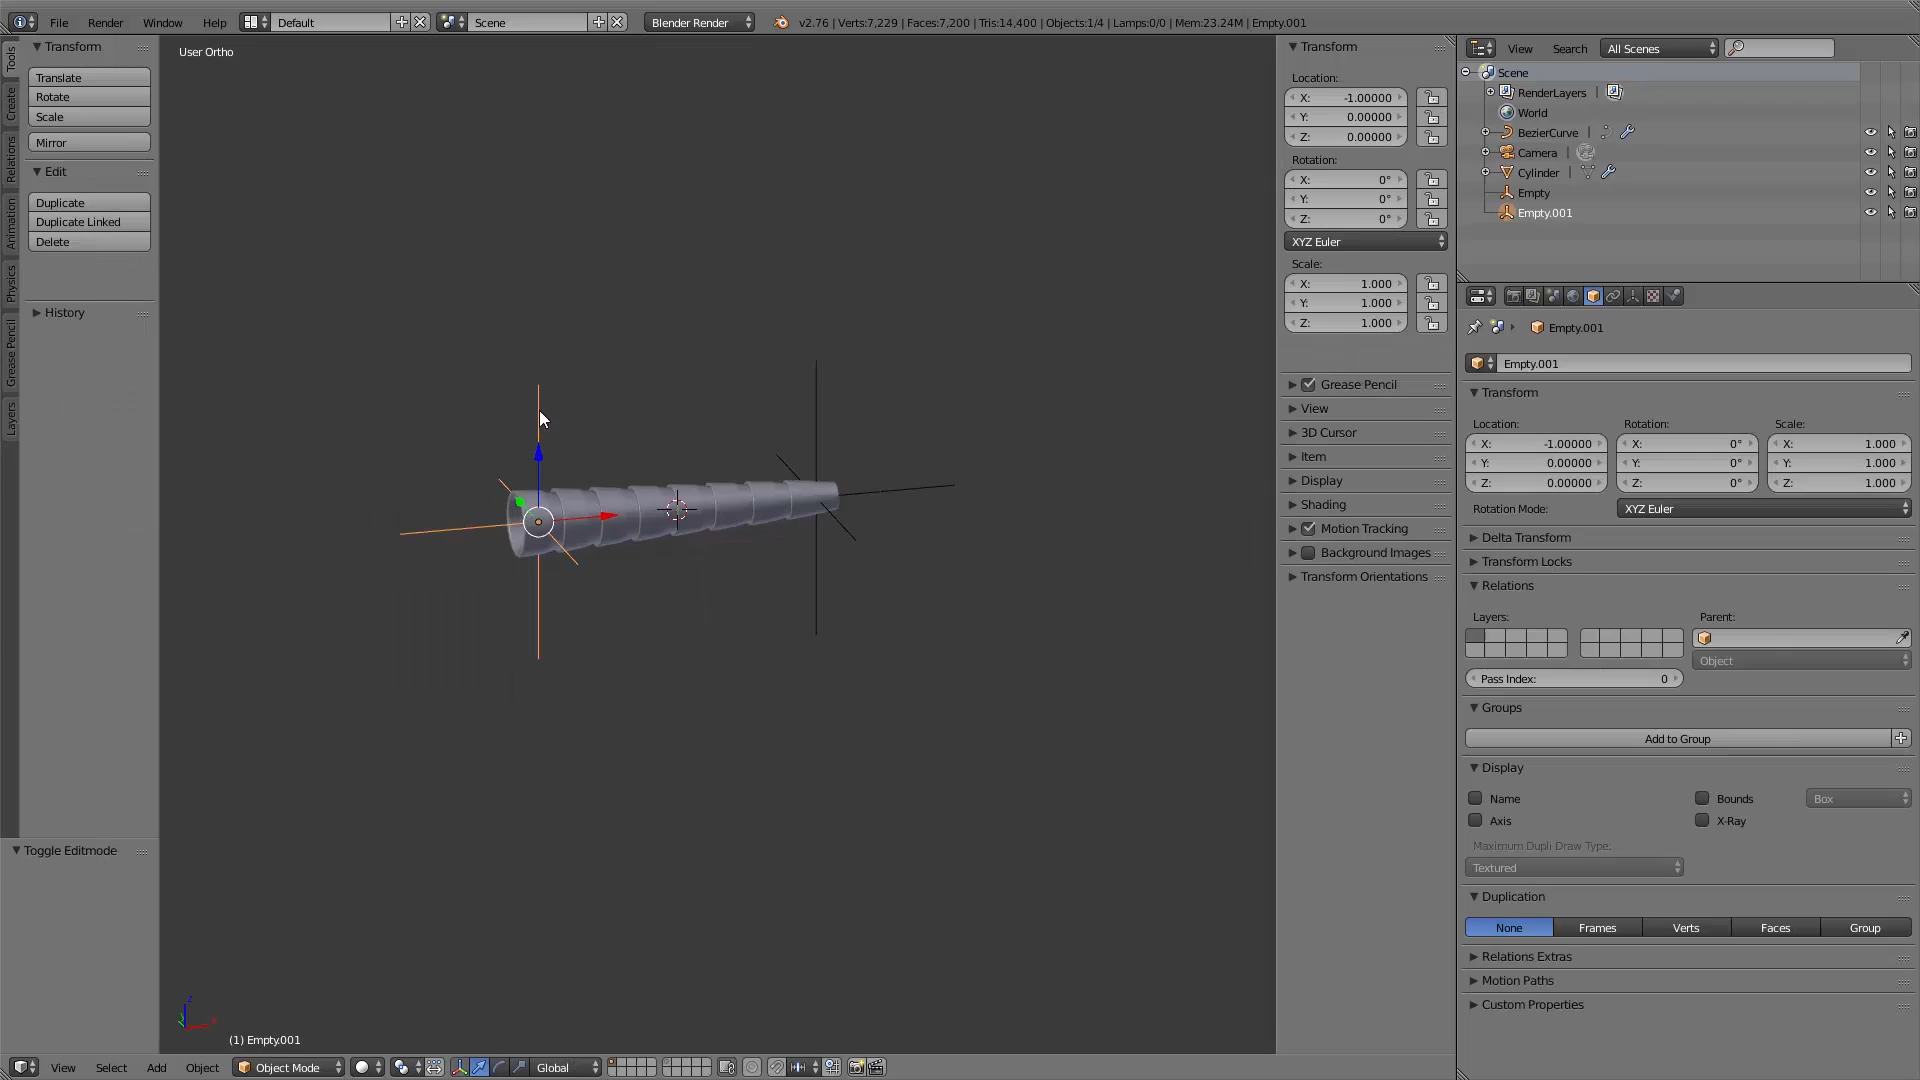 File Render Window Help Default Scene Blender Render v2.76 | Verts:7,229 | Faces:7,200 | Tris:14,400 | Objects:1/4 | Lamps:0/0 | Mem:23.24M | Empty.001
Tools
Create
Relations
Animation
Physics
Grease Pencil
Layers
Transform
Translate
Rotate
Scale
Mirror
Edit
Duplicate
Duplicate Linked
Delete
History
Toggle Editmode
User Ortho
z
x
(1) Empty.001
View Select Add Object Object Mode Global
Transform
Location:
X: -1.00000
Y: 0.00000
Z: 0.00000
Rotation:
X: 0°
Y: 0°
Z: 0°
XYZ Euler
Scale:
X: 1.000
Y: 1.000
Z: 1.000
Grease Pencil
View
3D Cursor
Item
Display
Shading
Motion Tracking
Background Images
Transform Orientations
View Search All Scenes
Scene
RenderLayers |
World
BezierCurve |
Camera |
Cylinder |
Empty
Empty.001
Empty.001
Empty.001
Transform
Location: Rotation: Scale:
X: -1.00000 X: 0° X: 1.000
Y: 0.00000 Y: 0° Y: 1.000
Z: 0.00000 Z: 0° Z: 1.000
Rotation Mode: XYZ Euler
Delta Transform
Transform Locks
Relations
Layers: Parent:
Object
Pass Index: 0
Groups
Add to Group
Display
Name Bounds Box
Axis X-Ray
Maximum Dupli Draw Type:
Textured
Duplication
None Frames Verts Faces Group
Relations Extras
Motion Paths
Custom Properties